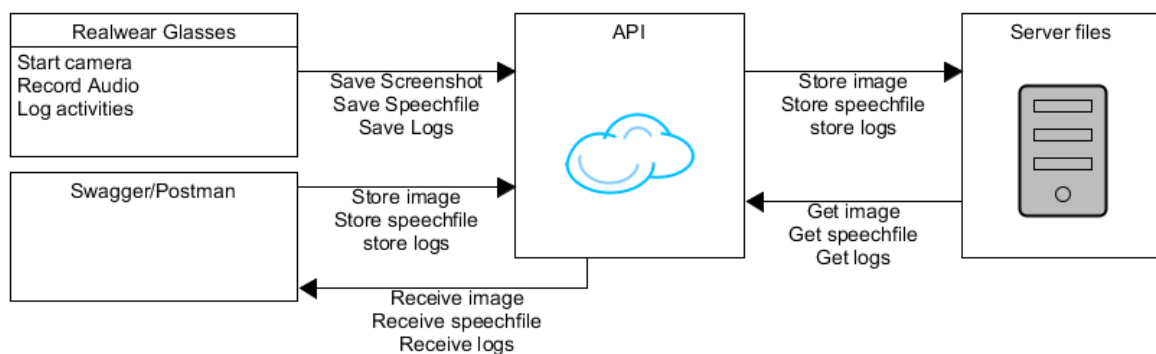 Realwear Glasses
Start camera
Record Audio
Log activities
Save Screenshot
Save Speechfile
Save Logs
API
Store image
Store speechfile
store logs
Server files
Swagger/Postman
Store image
Store speechfile
store logs
Get image
Get speechfile
Get logs
Receive image
Receive speechfile
Receive logs